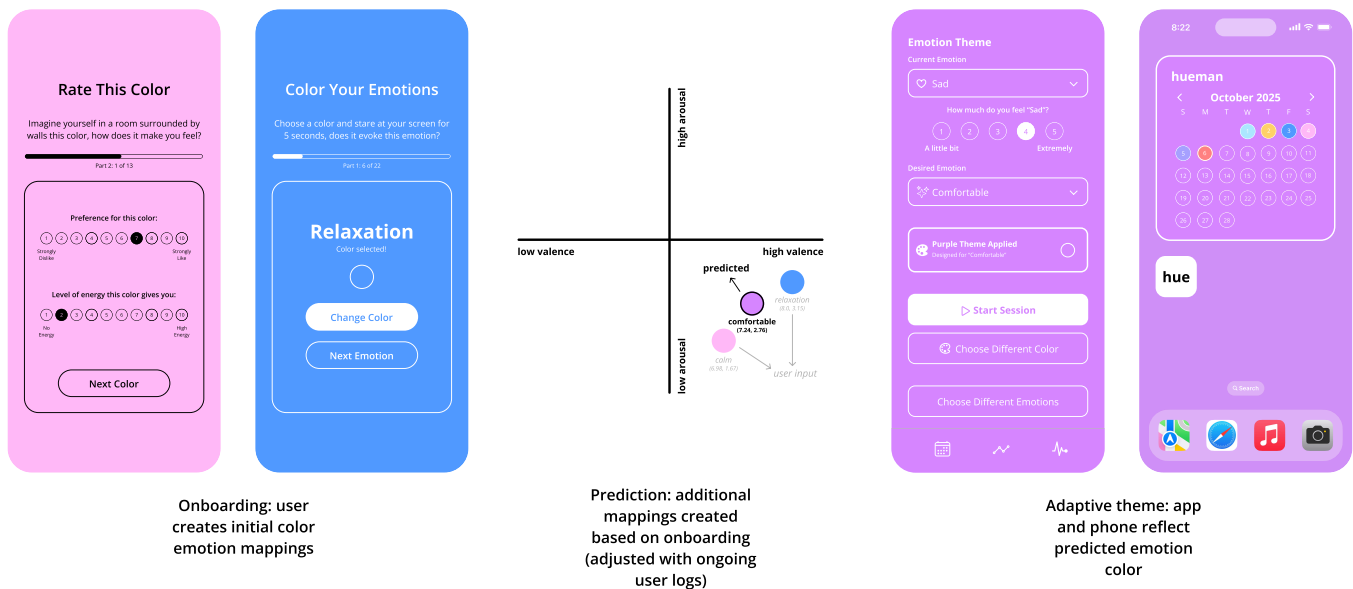 Rate This Color
Imagine yourself in a room surrounded by
walls this color, how does it make you feel?
Part 2: 1 of 13
Preference for this color:
1 2 3 4 5 6 7 8 9 10
Strongly
Dislike
Strongly
Like
Level of energy this color gives you:
1 2 3 4 5 6 7 8 9 10
No
Energy
High
Energy
Next Color
Color Your Emotions
Choose a color and stare at your screen for
5 seconds, does it evoke this emotion?
Part 1: 6 of 22
Relaxation
Color selected!
Change Color
Next Emotion
Onboarding: user
creates initial color
emotion mappings
high arousal
low valence
high valence
predicted
relaxation
(8.0, 3.15)
comfortable
(7.24, 2.76)
calm
(6.98, 1.67)
user input
low arousal
Prediction: additional
mappings created
based on onboarding
(adjusted with ongoing
user logs)
Emotion Theme
Current Emotion
Sad
How much do you feel "Sad"?
1 2 3 4 5
A little bit
Extremely
Desired Emotion
Comfortable
Purple Theme Applied
Designed for "Comfortable"
Start Session
Choose Different Color
Choose Different Emotions
8:22
hueman
October 2025
S M T W T F S
1 2 3 4
5 6 7 8 9 10 11
12 13 14 15 16 17 18
19 20 21 22 23 24 25
26 27 28
hue
Search
Adaptive theme: app
and phone reflect
predicted emotion
color